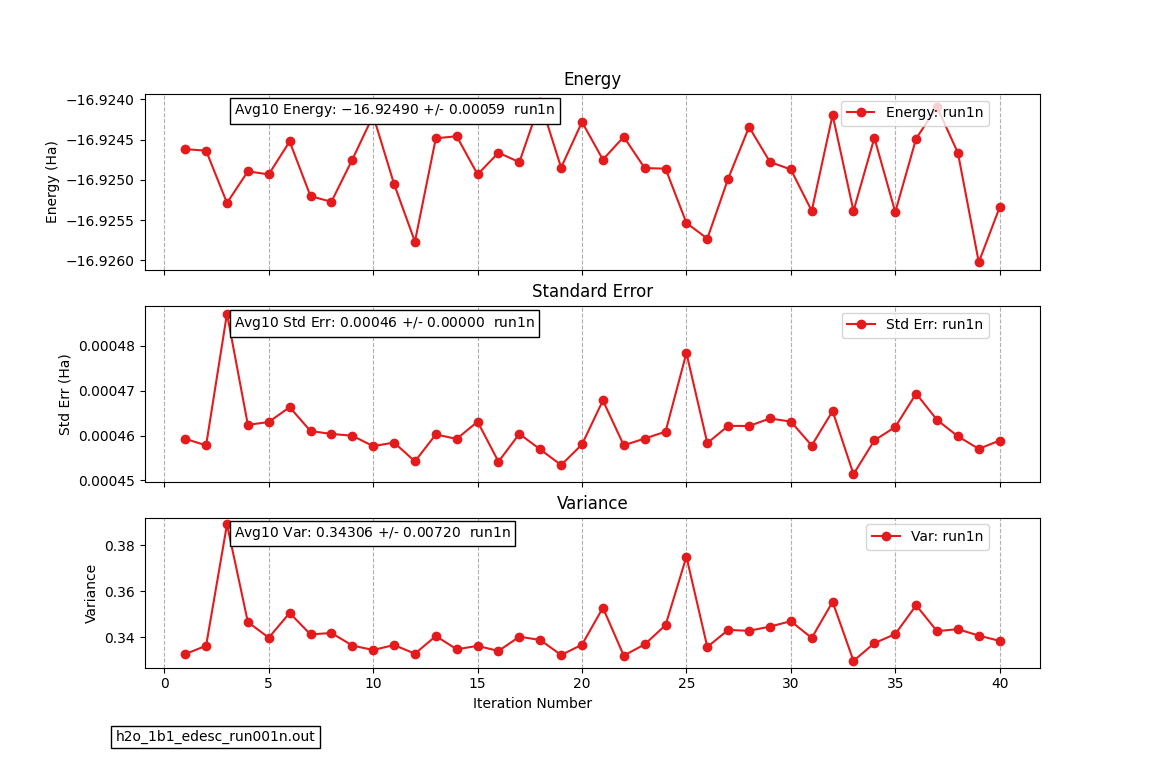 Energy
Avg10 Energy: −16.92490 +/- 0.00059 run1n
Energy: run1n
−16.9240
−16.9245
−16.9250
−16.9255
−16.9260
Energy (Ha)
Standard Error
Avg10 Std Err: 0.00046 +/- 0.00000 run1n
Std Err: run1n
0.00048
0.00047
0.00046
0.00045
Std Err (Ha)
Variance
Avg10 Var: 0.34306 +/- 0.00720 run1n
Var: run1n
0.38
0.36
0.34
Variance
0 5 10 15 20 25 30 35 40
Iteration Number
h2o_1b1_edesc_run001n.out